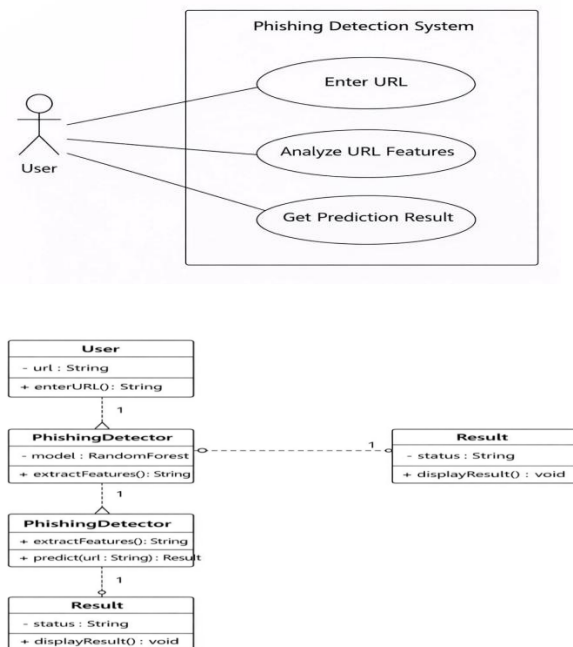 Phishing Detection System
Enter URL
User
Analyze URL Features
Get Prediction Result
User
- url : String
+ enterURL(): String
1
PhishingDetector
- model : RandomForest
+ extractFeatures(): String
1
Result
- status : String
+ displayResult() : void
1
PhishingDetector
+ extractFeatures(): String
+ predict(url : String) : Result
1
Result
- status : String
+ displayResult() : void